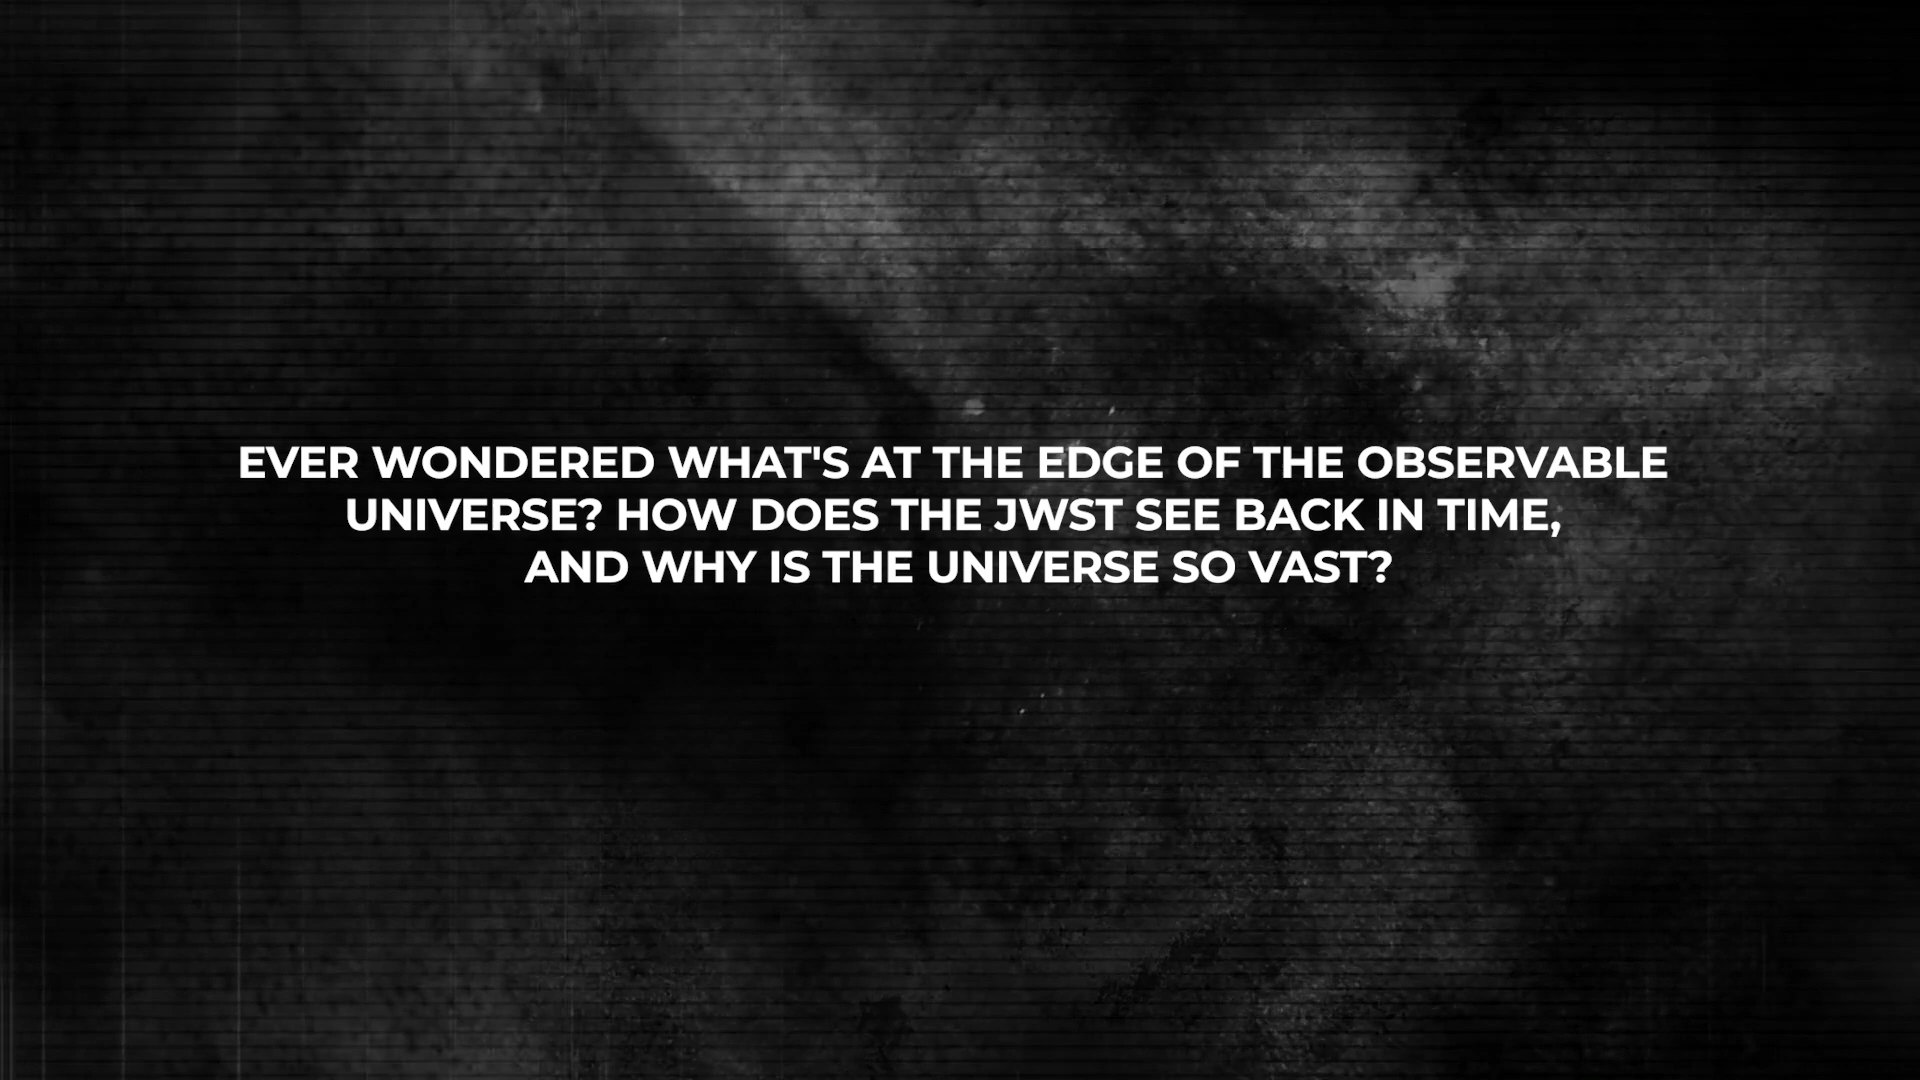 EVER WONDERED WHAT'S AT THE EDGE OF THE OBSERVABLE
UNIVERSE? HOW DOES THE JWST SEE BACK IN TIME,
AND WHY IS THE UNIVERSE SO VAST?